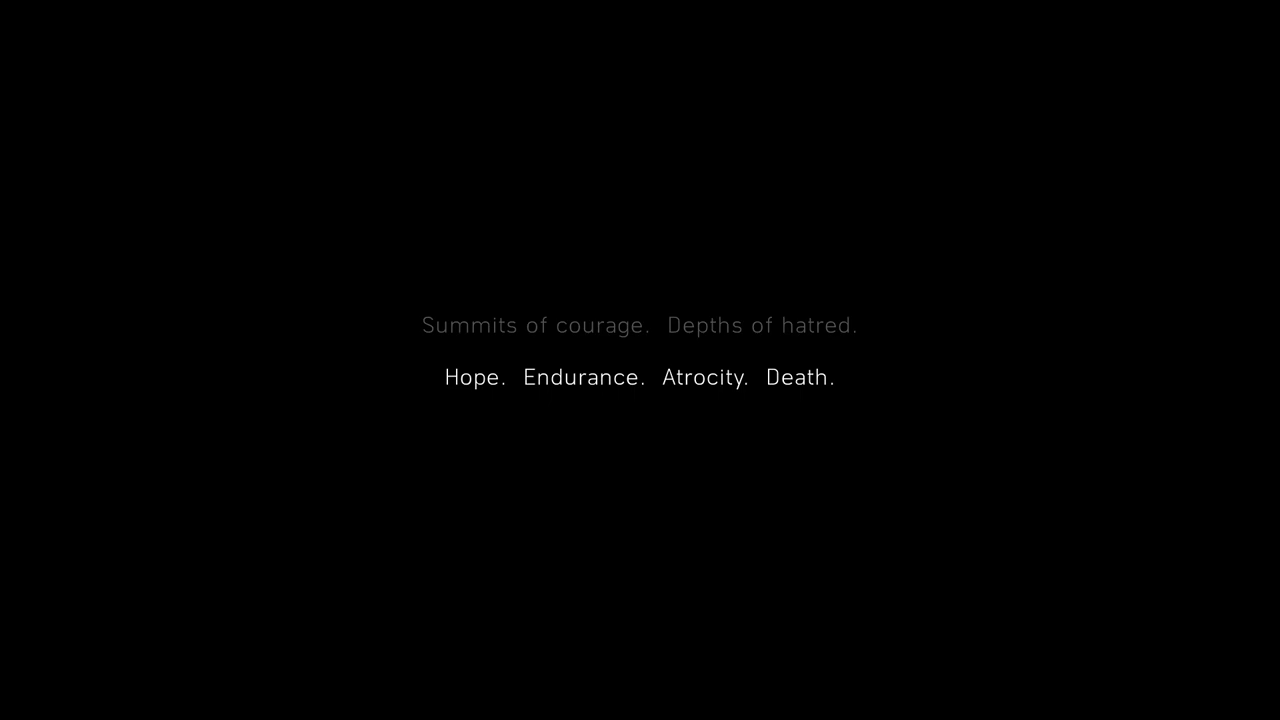 Summits of courage. Depths of hatred.
Hope. Endurance. Atrocity. Death.